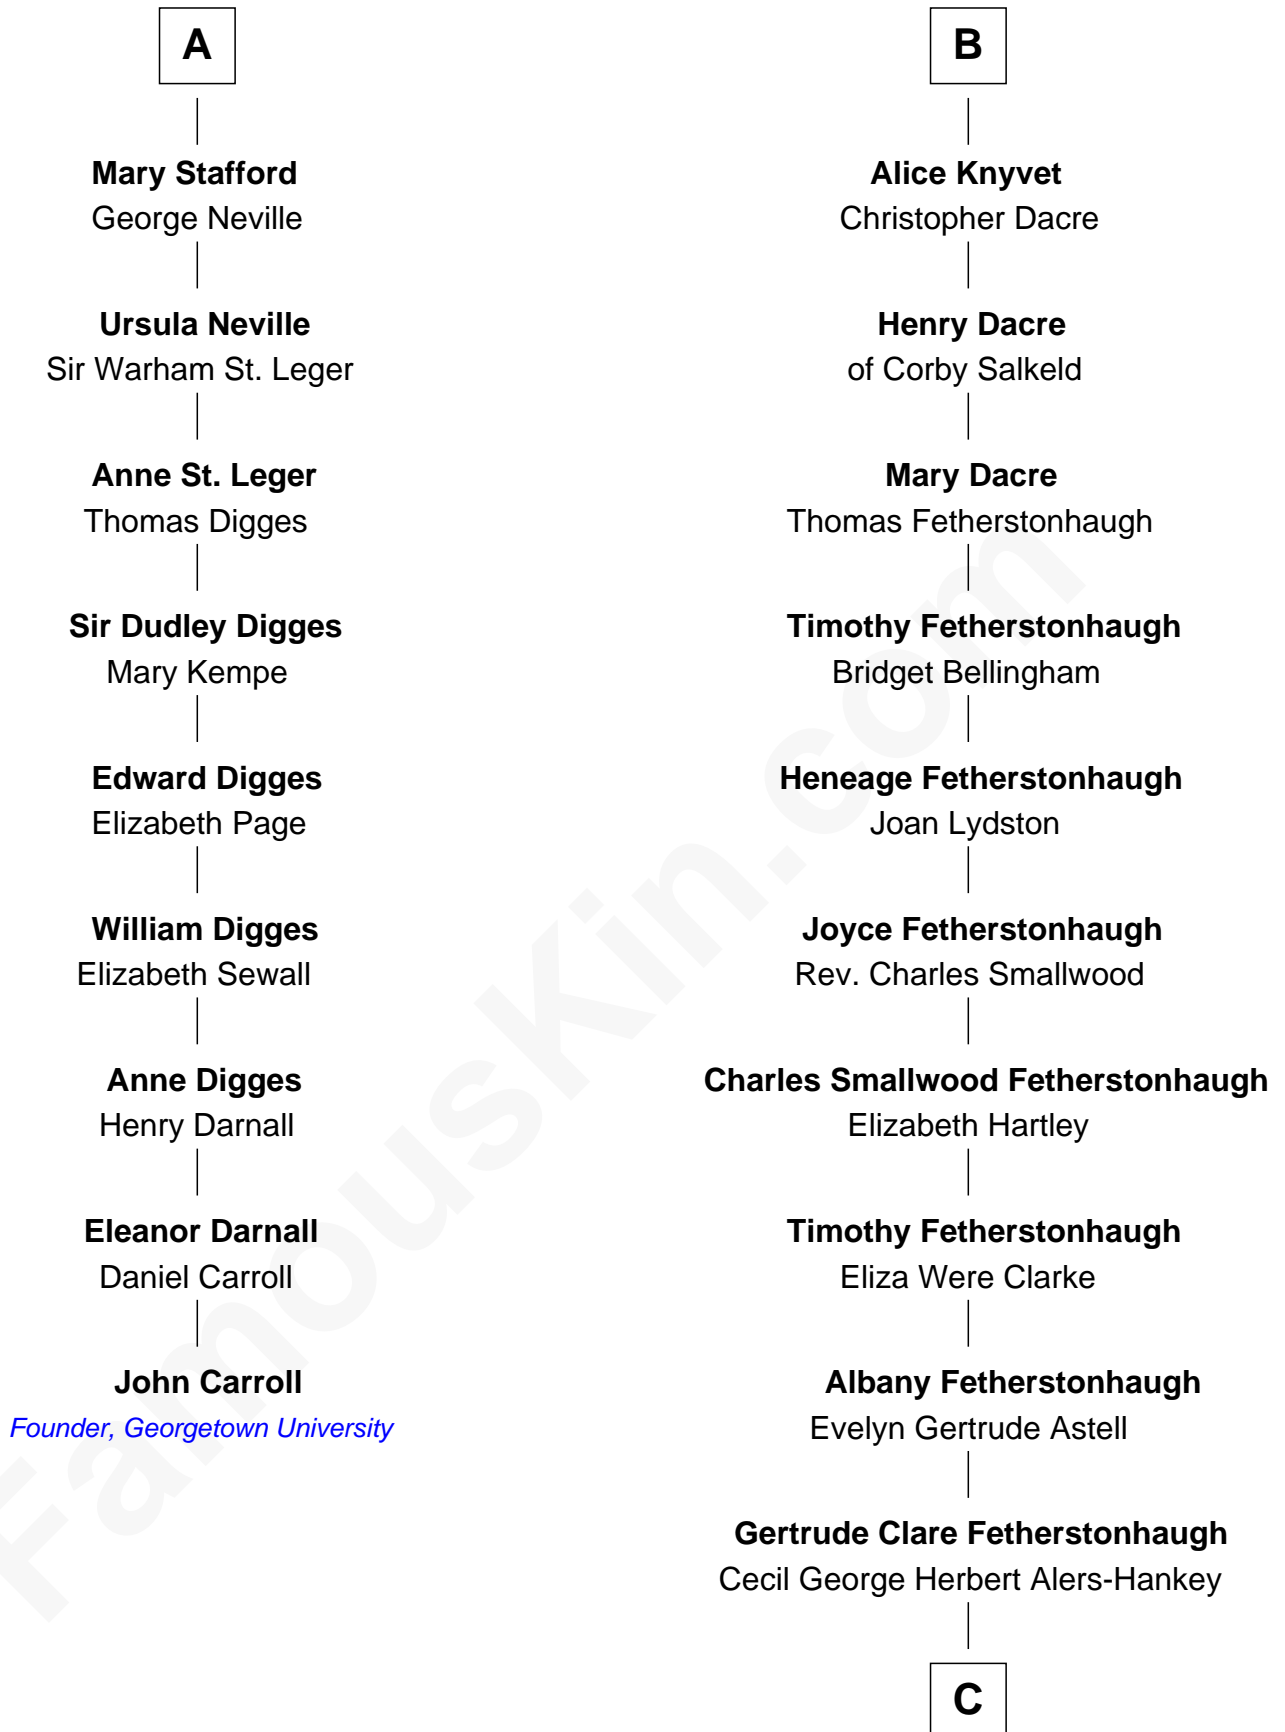 A
Mary Stafford
George Neville
Ursula Neville
Sir Warham St. Leger
Anne St. Leger
Thomas Digges
Sir Dudley Digges
Mary Kempe
Edward Digges
Elizabeth Page
William Digges
Elizabeth Sewall
Anne Digges
Henry Darnall
Eleanor Darnall
Daniel Carroll
John Carroll
Founder, Georgetown University
B
Alice Knyvet
Christopher Dacre
Henry Dacre
of Corby Salkeld
Mary Dacre
Thomas Fetherstonhaugh
Timothy Fetherstonhaugh
Bridget Bellingham
Heneage Fetherstonhaugh
Joan Lydston
Joyce Fetherstonhaugh
Rev. Charles Smallwood
Charles Smallwood Fetherstonhaugh
Elizabeth Hartley
Timothy Fetherstonhaugh
Eliza Were Clarke
Albany Fetherstonhaugh
Evelyn Gertrude Astell
Gertrude Clare Fetherstonhaugh
Cecil George Herbert Alers-Hankey
C
FamousKin.com